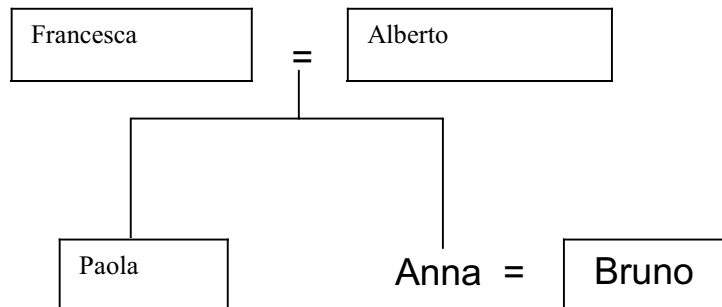 Francesca = Alberto
Paola Anna = Bruno